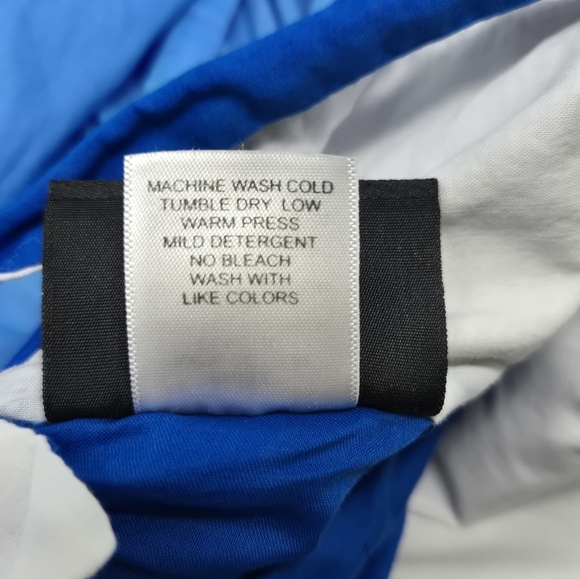 MACHINE WASH COLD
TUMBLE DRY LOW
WARM PRESS
MILD DETERGENT
NO BLEACH
WASH WITH
LIKE COLORS